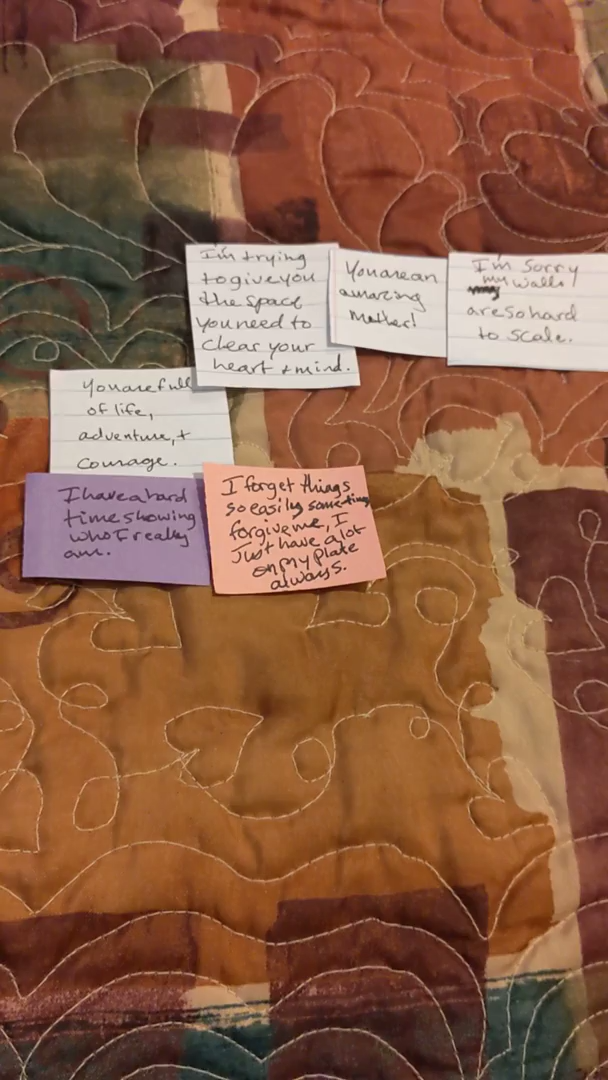 I'm trying
to give you
the space
you need to
clear your
heart + mind.
You are an
amazing
Mother!
I'm sorry
my walls
are so hard
to scale.
You are full
of life,
adventure, +
courage.
I have a hard
time showing
who I really
am.
I forget things
so easily sometimes
forgive me, I
Just have a lot
on my plate
always.